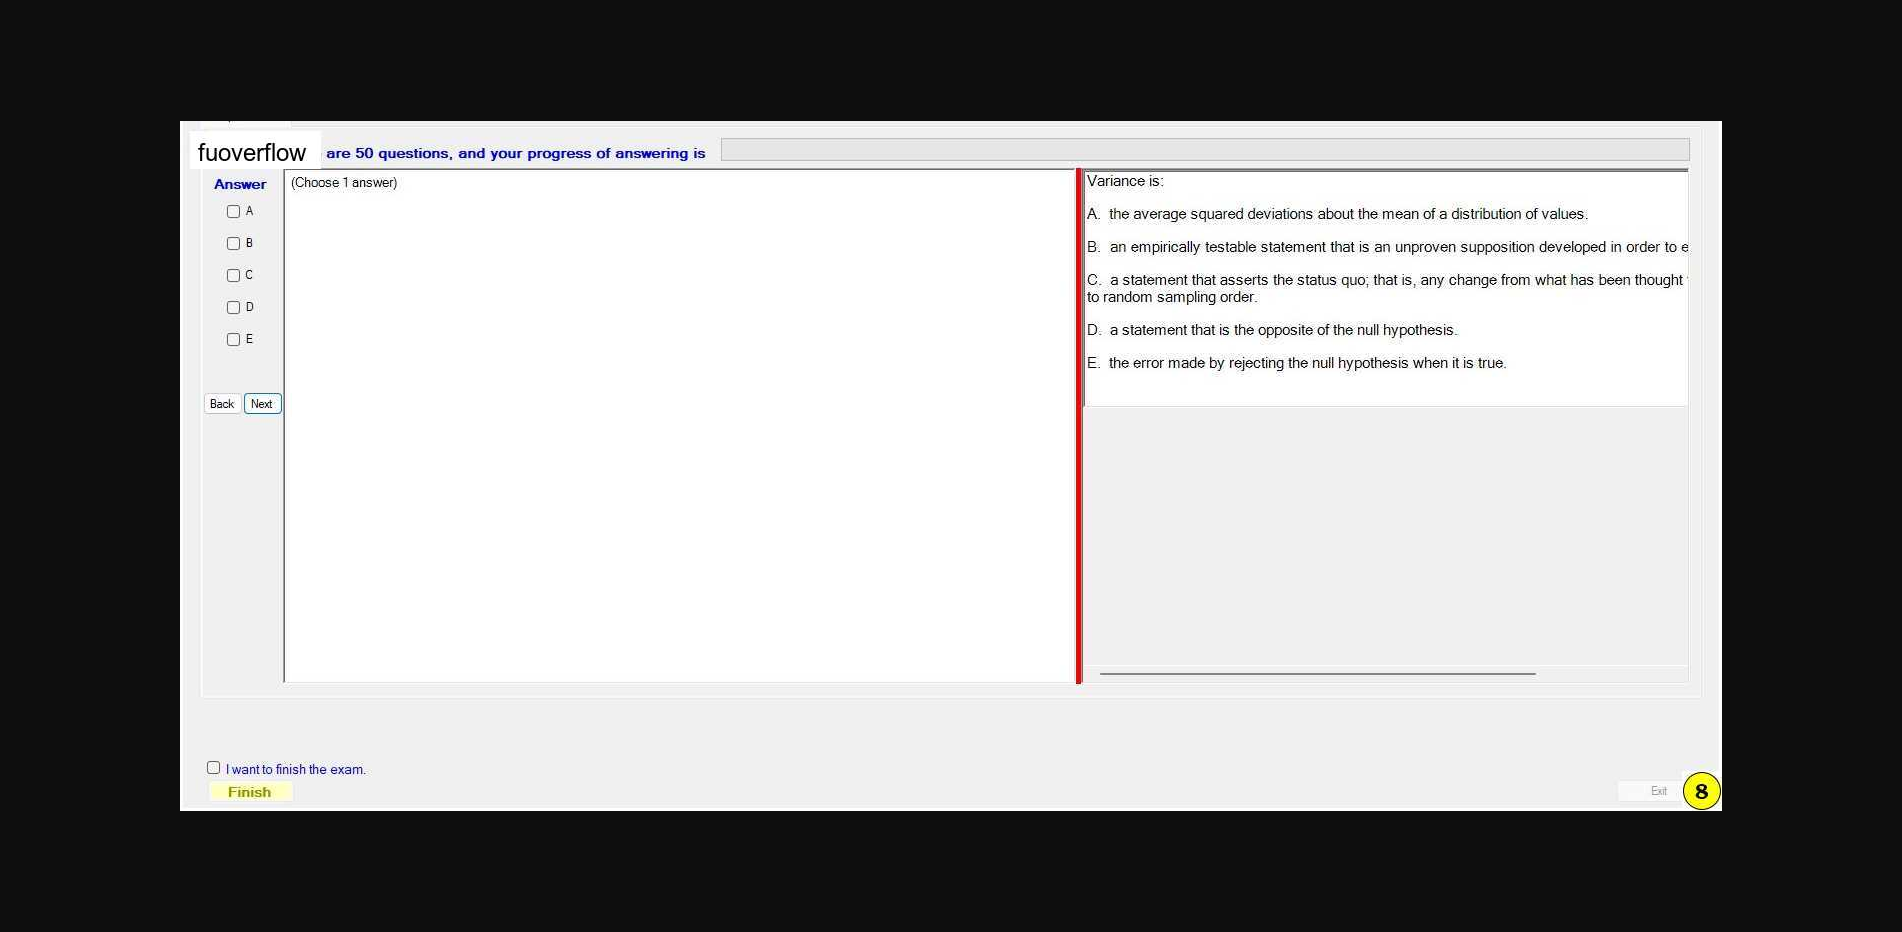 fuoverflow are 50 questions, and your progress of answering is
Answer
A
B
C
D
E
Back Next
(Choose 1 answer)
Variance is:
A. the average squared deviations about the mean of a distribution of values.
B. an empirically testable statement that is an unproven supposition developed in order to e
C. a statement that asserts the status quo; that is, any change from what has been thought
to random sampling order.
D. a statement that is the opposite of the null hypothesis.
E. the error made by rejecting the null hypothesis when it is true.
I want to finish the exam.
Finish
Exit
8